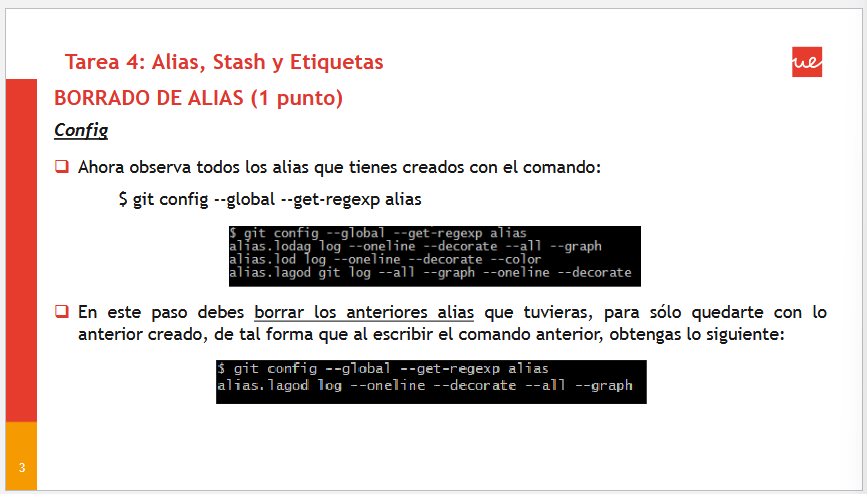 Tarea 4: Alias, Stash y Etiquetas
ue
BORRADO DE ALIAS (1 punto)
Config
Ahora observa todos los alias que tienes creados con el comando:
$ git config --global --get-regexp alias
$ git config --global --get-regexp alias
alias.lodag log --oneline --decorate --all --graph
alias.lod log --oneline --decorate --color
alias.lagod git log --all --graph --oneline --decorate
En este paso debes borrar los anteriores alias que tuvieras, para sólo quedarte con lo
anterior creado, de tal forma que al escribir el comando anterior, obtengas lo siguiente:
$ git config --global --get-regexp alias
alias.lagod log --oneline --decorate --all --graph
3